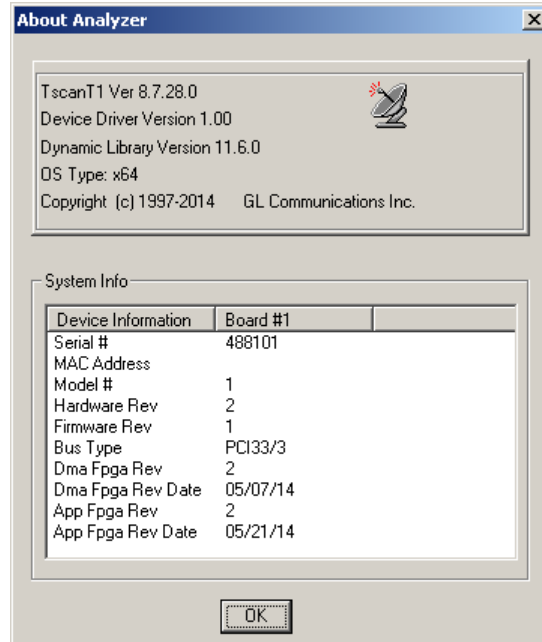 About Analyzer
TscanT1 Ver 8.7.28.0
Device Driver Version 1.00
Dynamic Library Version 11.6.0
OS Type: x64
Copyright (c) 1997-2014 GL Communications Inc.
System Info
Device Information Board #1
Serial # 488101
MAC Address
Model # 1
Hardware Rev 2
Firmware Rev 1
Bus Type PCI33/3
Dma Fpga Rev 2
Dma Fpga Rev Date 05/07/14
App Fpga Rev 2
App Fpga Rev Date 05/21/14
OK